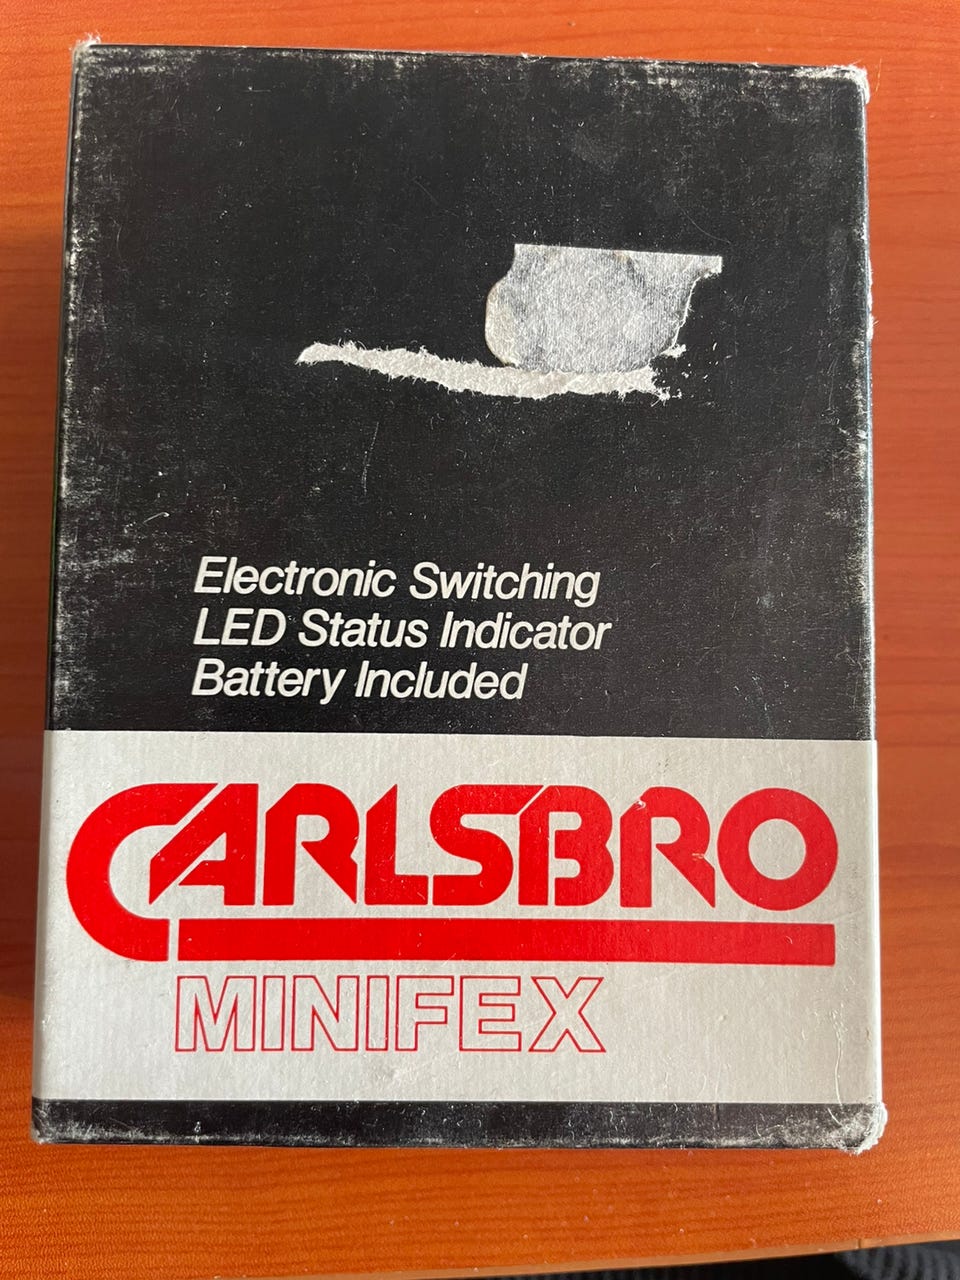 Electronic Switching
LED Status Indicator
Battery Included
CARLSBRO
MINIFEX